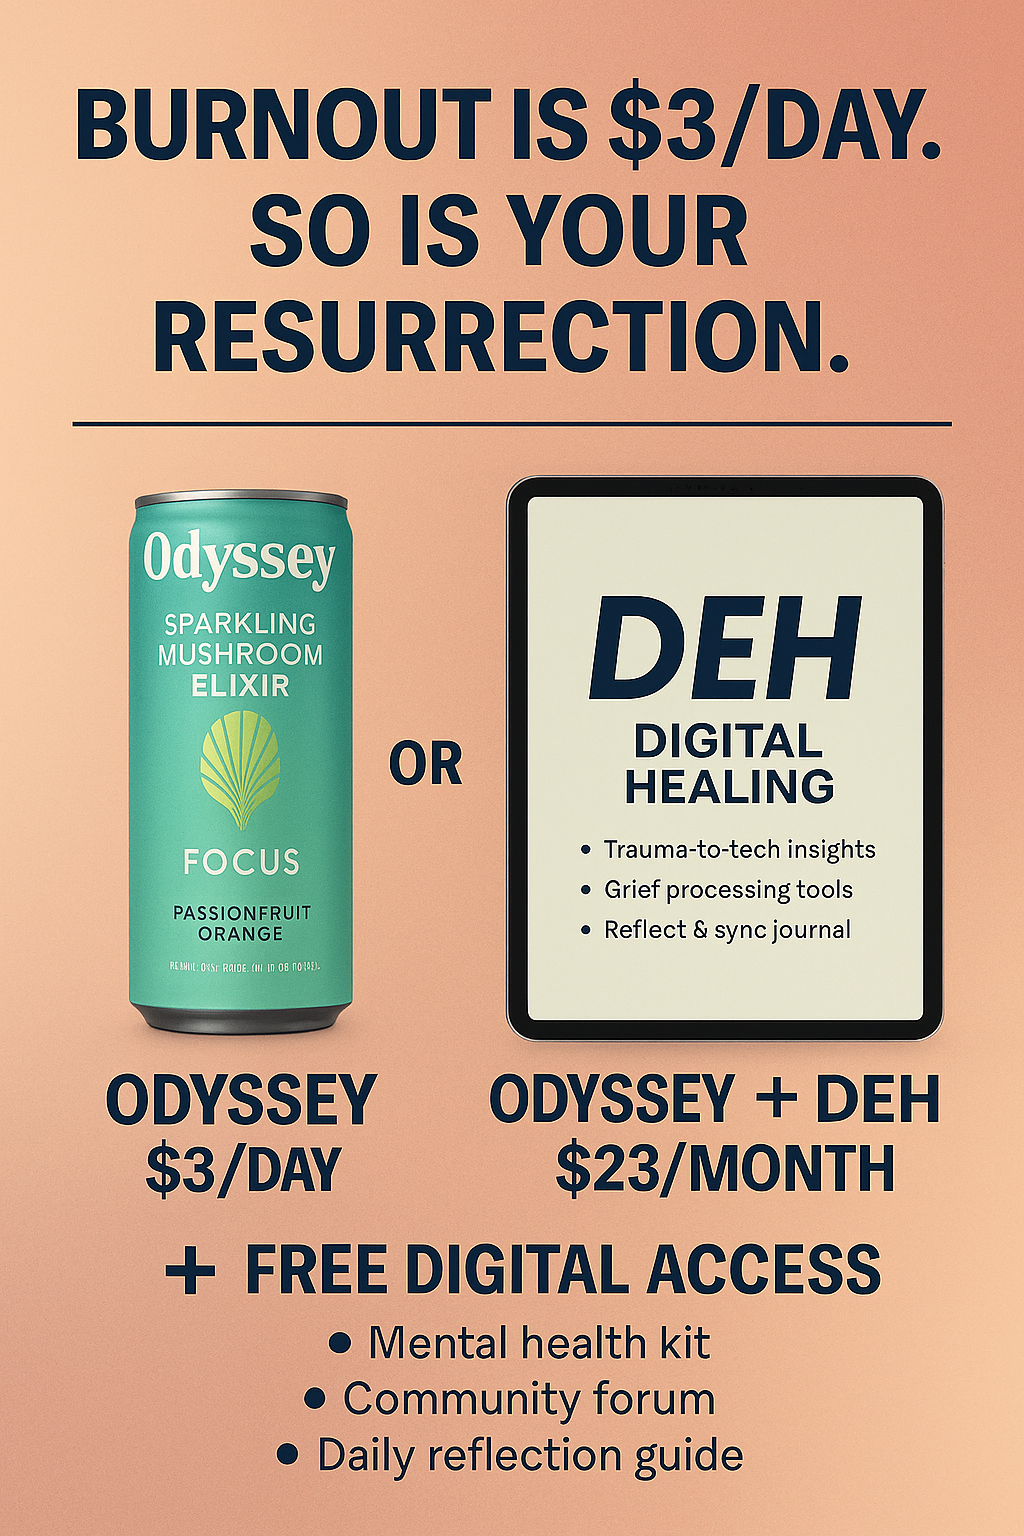 BURNOUT IS $3/DAY.
SO IS YOUR
RESURRECTION.
Odyssey
SPARKLING
MUSHROOM
ELIXIR
FOCUS
PASSIONFRUIT
ORANGE
OR
DEH
DIGITAL
HEALING
• Trauma-to-tech insights
• Grief processing tools
• Reflect & sync journal
ODYSSEY
$3/DAY
ODYSSEY + DEH
$23/MONTH
+ FREE DIGITAL ACCESS
• Mental health kit
• Community forum
• Daily reflection guide